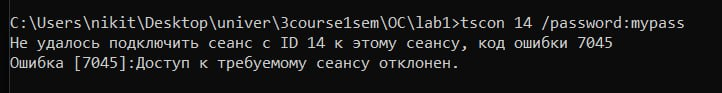 C:\Users\nikit\Desktop\univer\3course1sem\OC\lab1>tscon 14 /password:mypass
Не удалось подключить сеанс с ID 14 к этому сеансу, код ошибки 7045
Ошибка [7045]:Доступ к требуемому сеансу отклонен.